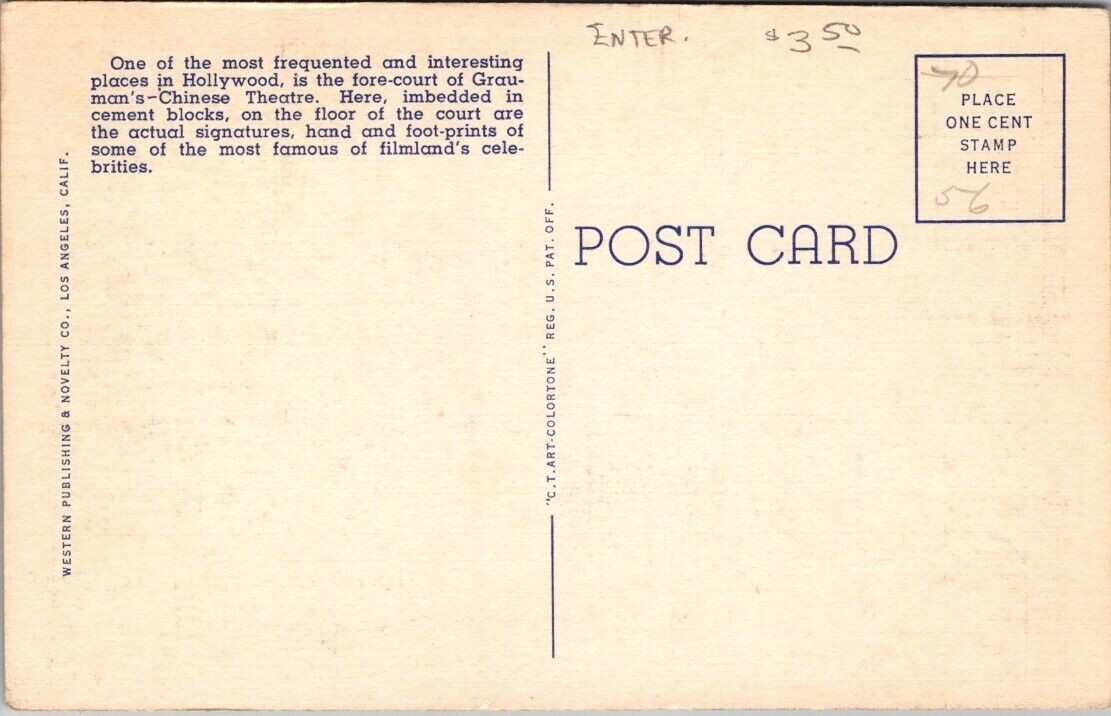 ENTER. $3 50
One of the most frequented and interesting
places in Hollywood, is the fore-court of Grau-
man's-Chinese Theatre. Here, imbedded in
cement blocks, on the floor of the court are
the actual signatures, hand and foot-prints of
some of the most famous of filmland's cele-
brities.
WESTERN PUBLISHING & NOVELTY CO., LOS ANGELES, CALIF.
"C.T. ART-COLORTONE" REG. U.S. PAT. OFF.
POST CARD
70
PLACE
ONE CENT
STAMP
HERE
56